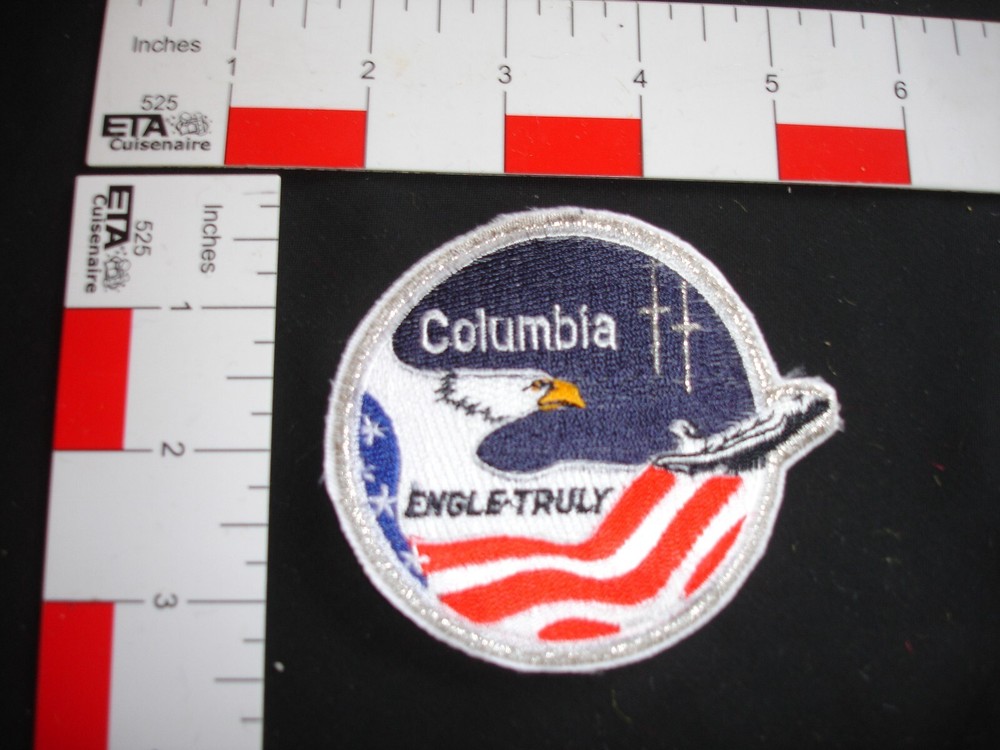 Inches
1 2 3 4 5 6
525
ETA
Cuisenaire
ETA
Cuisenaire
525
Inches
1
2
3
Columbia
ENGLE-TRULY